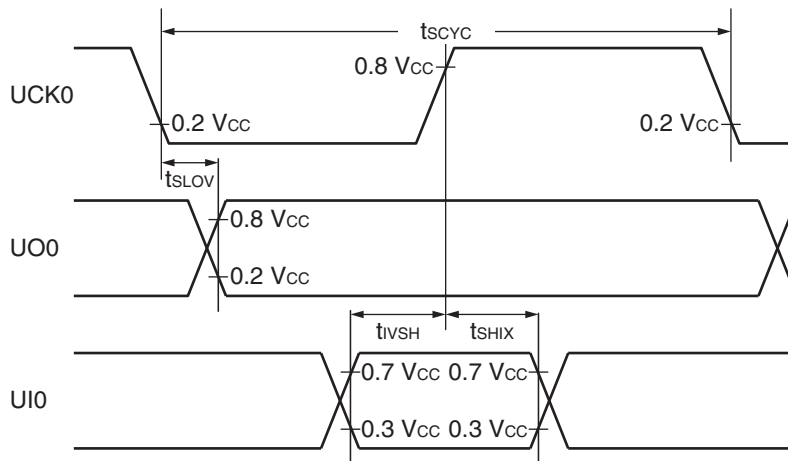 tSCYC
UCK0
0.8 VCC
0.2 VCC
0.2 VCC
tSLOV
UO0
0.8 VCC
0.2 VCC
tIVSH
tSHIX
UI0
0.7 VCC 0.7 VCC
0.3 VCC 0.3 VCC